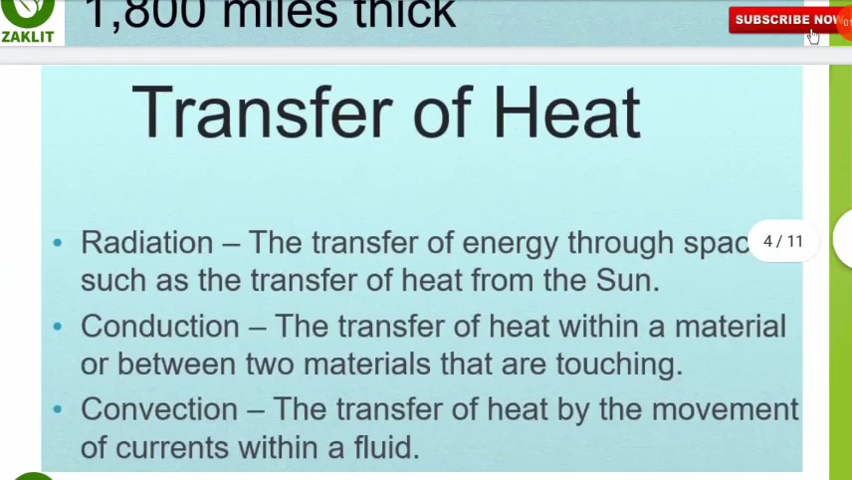 1,800 miles thick
ZAKLIT
SUBSCRIBE NOW
01
Transfer of Heat
• Radiation – The transfer of energy through spac
4 / 11
such as the transfer of heat from the Sun.
• Conduction – The transfer of heat within a material
or between two materials that are touching.
• Convection – The transfer of heat by the movement
of currents within a fluid.